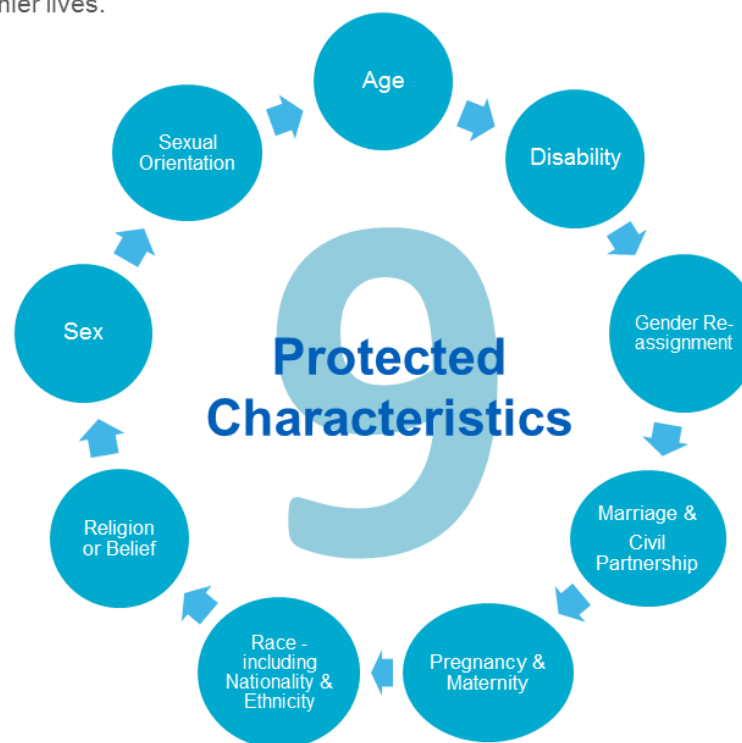 lives.
Age
Disability
Gender Re-
assignment
Marriage &
Civil
Partnership
Pregnancy &
Maternity
Race -
including
Nationality &
Ethnicity
Religion
or Belief
Sex
Sexual
Orientation
9
Protected
Characteristics